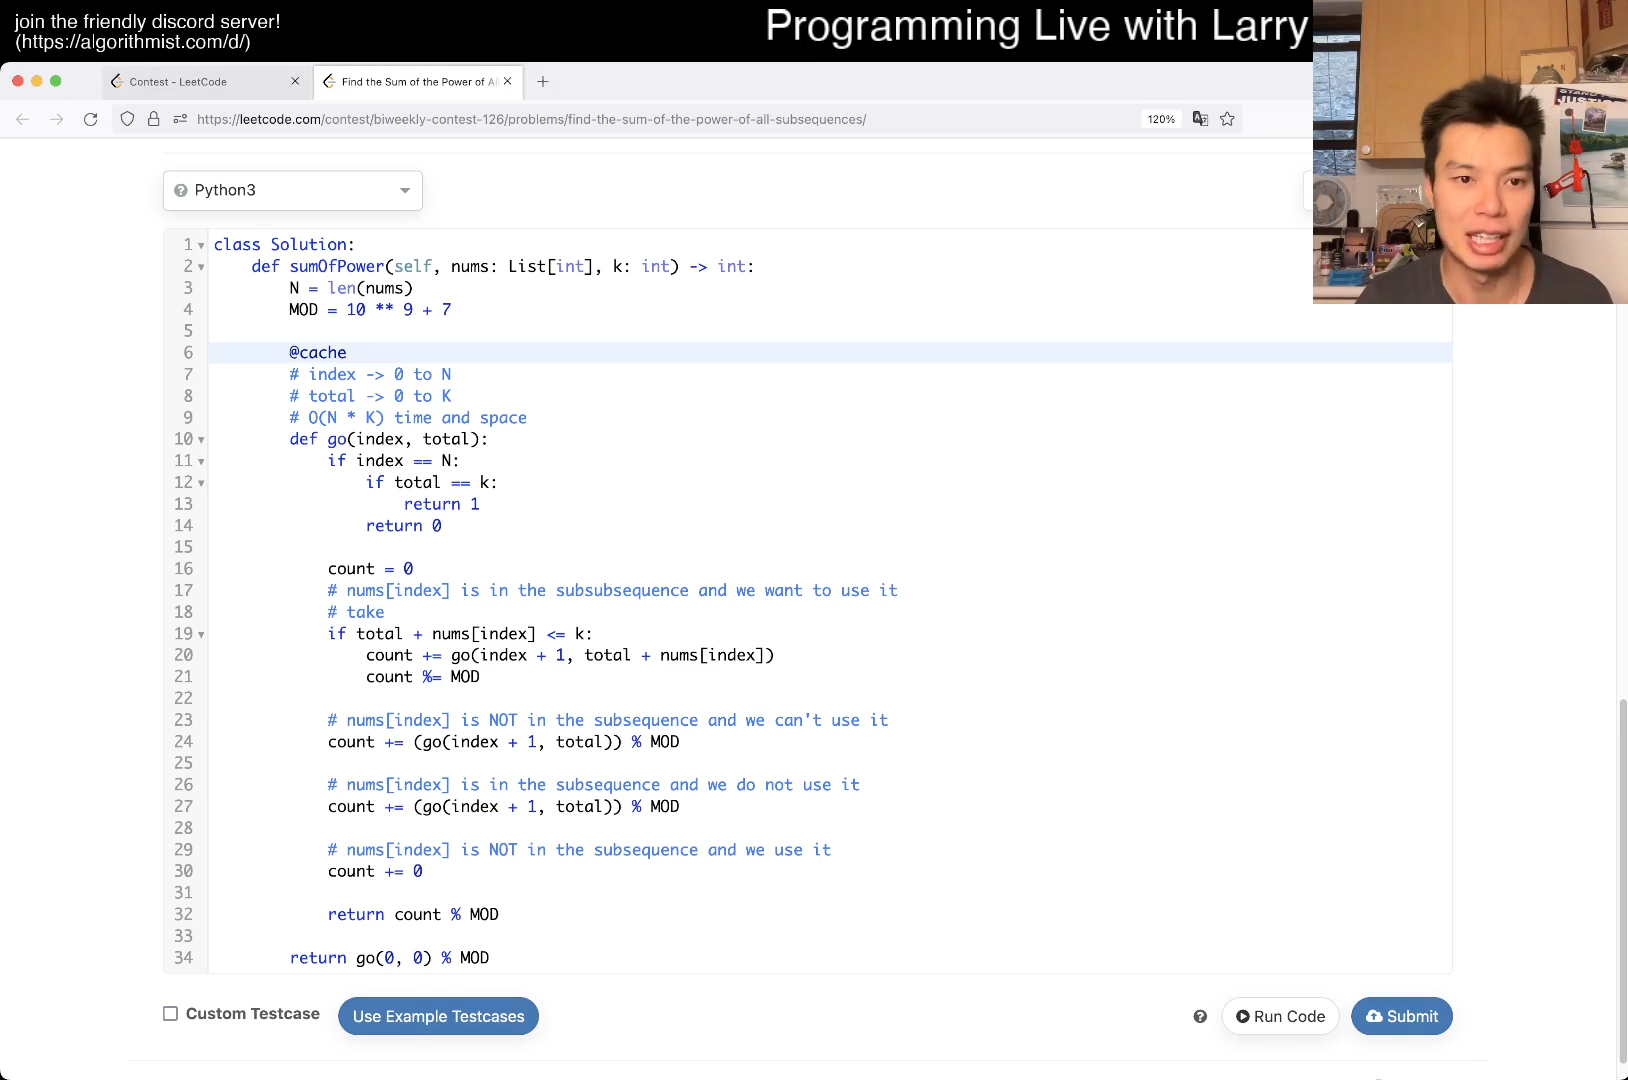 join the friendly discord server!
(https://algorithmist.com/d/)
Programming Live with Larry
Contest - LeetCode
Find the Sum of the Power of Al
https://leetcode.com/contest/biweekly-contest-126/problems/find-the-sum-of-the-power-of-all-subsequences/
120%
Python3
1 class Solution:
2 def sumOfPower(self, nums: List[int], k: int) -> int:
3 N = len(nums)
4 MOD = 10 ** 9 + 7
5
6 @cache
7 # index -> 0 to N
8 # total -> 0 to K
9 # O(N * K) time and space
10 def go(index, total):
11 if index == N:
12 if total == k:
13 return 1
14 return 0
15
16 count = 0
17 # nums[index] is in the subsubsequence and we want to use it
18 # take
19 if total + nums[index] <= k:
20 count += go(index + 1, total + nums[index])
21 count %= MOD
22
23 # nums[index] is NOT in the subsequence and we can't use it
24 count += (go(index + 1, total)) % MOD
25
26 # nums[index] is in the subsequence and we do not use it
27 count += (go(index + 1, total)) % MOD
28
29 # nums[index] is NOT in the subsequence and we use it
30 count += 0
31
32 return count % MOD
33
34 return go(0, 0) % MOD
Custom Testcase
Use Example Testcases
Run Code
Submit